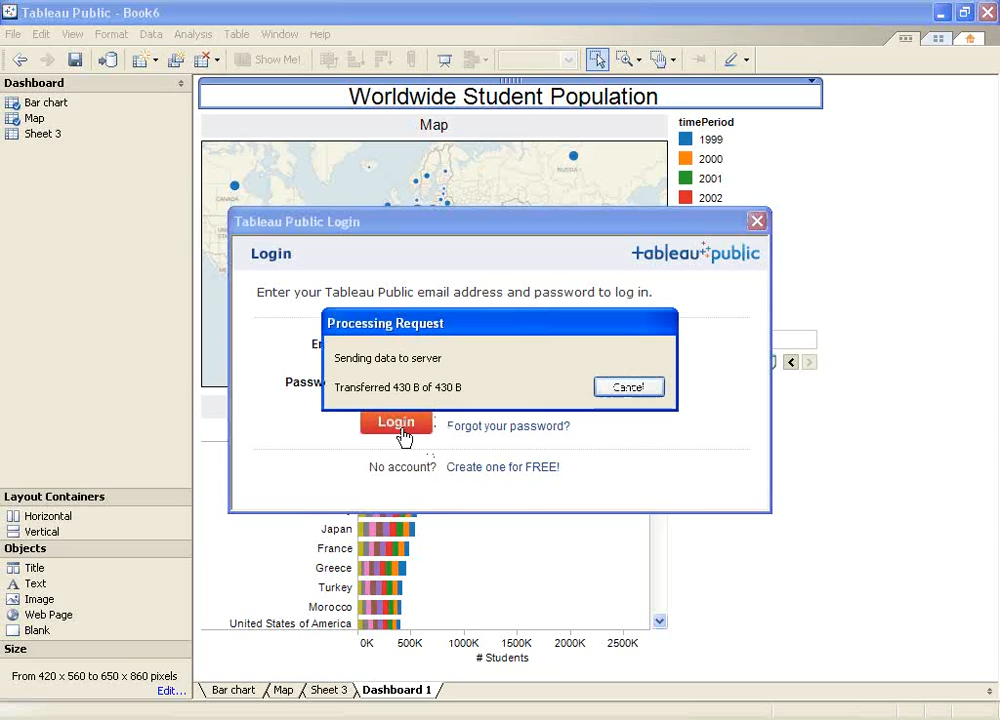 Tableau Public - Book6
File Edit View Format Data Analysis Table Window Help
Show Me!
Dashboard
Bar chart
Map
Sheet 3
Worldwide Student Population
Map
CANADA
RUSSIA
timePeriod
1999
2000
2001
2002
Tableau Public Login
Login
tableau public
Enter your Tableau Public email address and password to log in.
Processing Request
Sending data to server
Transferred 430 B of 430 B
Cancel
Login
Forgot your password?
No account? Create one for FREE!
Japan
France
Greece
Turkey
Morocco
United States of America
0K 500K 1000K 1500K 2000K 2500K
# Students
Layout Containers
Horizontal
Vertical
Objects
Title
Text
Image
Web Page
Blank
Size
From 420 x 560 to 650 x 860 pixels
Edit...
Bar chart Map Sheet 3 Dashboard 1